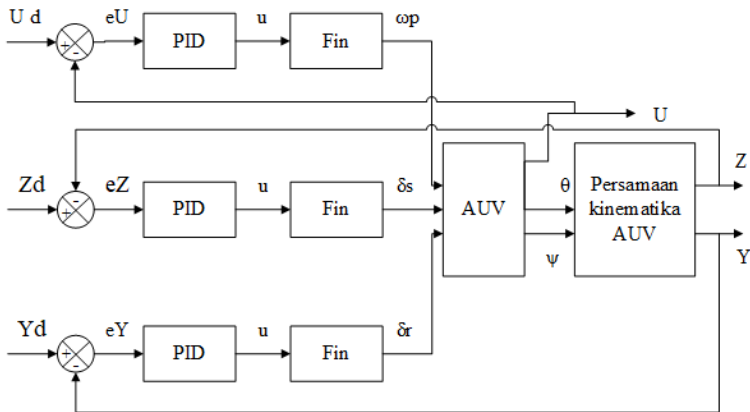 U d
eU
PID
u
Fin
ωp
+
-
U
Zd
eZ
PID
u
Fin
δs
-
+
AUV
θ
ψ
Persamaan
kinematika
AUV
Z
Y
Yd
eY
PID
u
Fin
δr
+
-